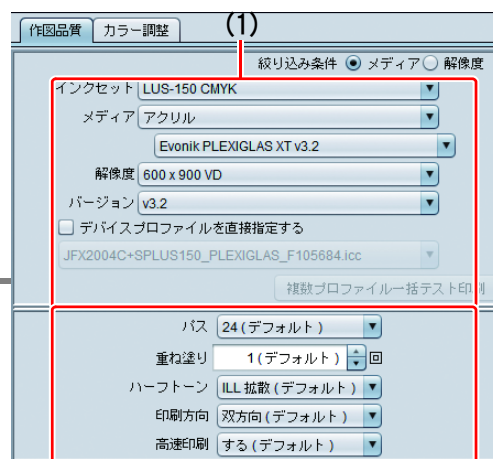 作図品質 カラー調整 (1)
絞り込み条件 メディア 解像度
インクセット LUS-150 CMYK
メディア アクリル
Evonik PLEXIGLAS XT v3.2
解像度 600 x 900 VD
バージョン v3.2
デバイスプロファイルを直接指定する
JFX2004C+SPLUS150_PLEXIGLAS_F105684.icc
複数プロファイル一括テスト印刷
パス 24(デフォルト)
重ね塗り 1(デフォルト) 回
ハーフトーン ILL 拡散(デフォルト)
印刷方向 双方向(デフォルト)
高速印刷 する(デフォルト)